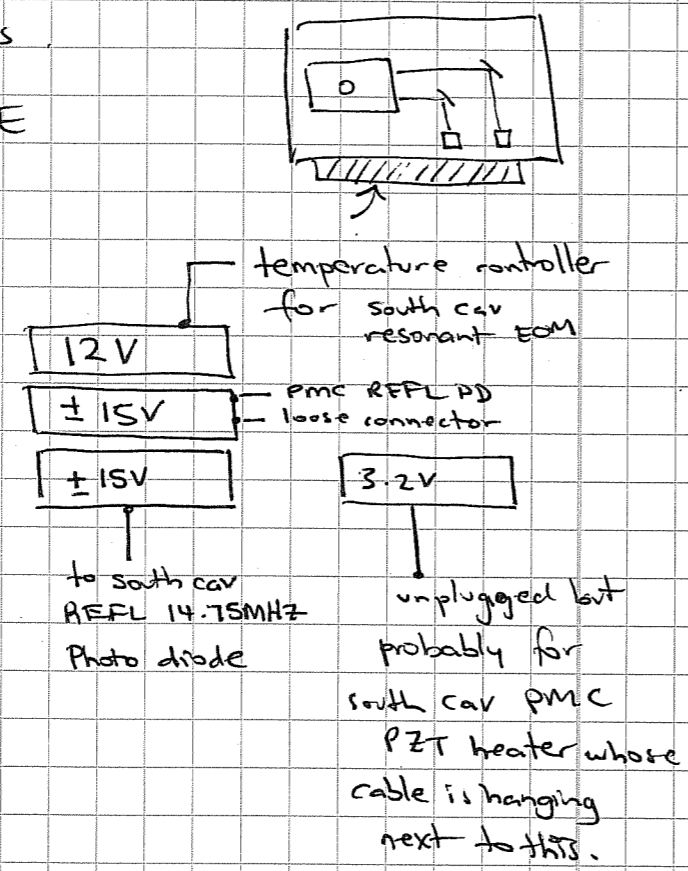 s.
E
temperature controller
for south cav
resonant EOM
12V
± 15V
PMC REFL PD
loose connector
± 15V
3.2V
to south cav
REFL 14.75MHz
Photo diode
unplugged but
probably for
south cav PMC
PZT heater whose
cable is hanging
next to this.